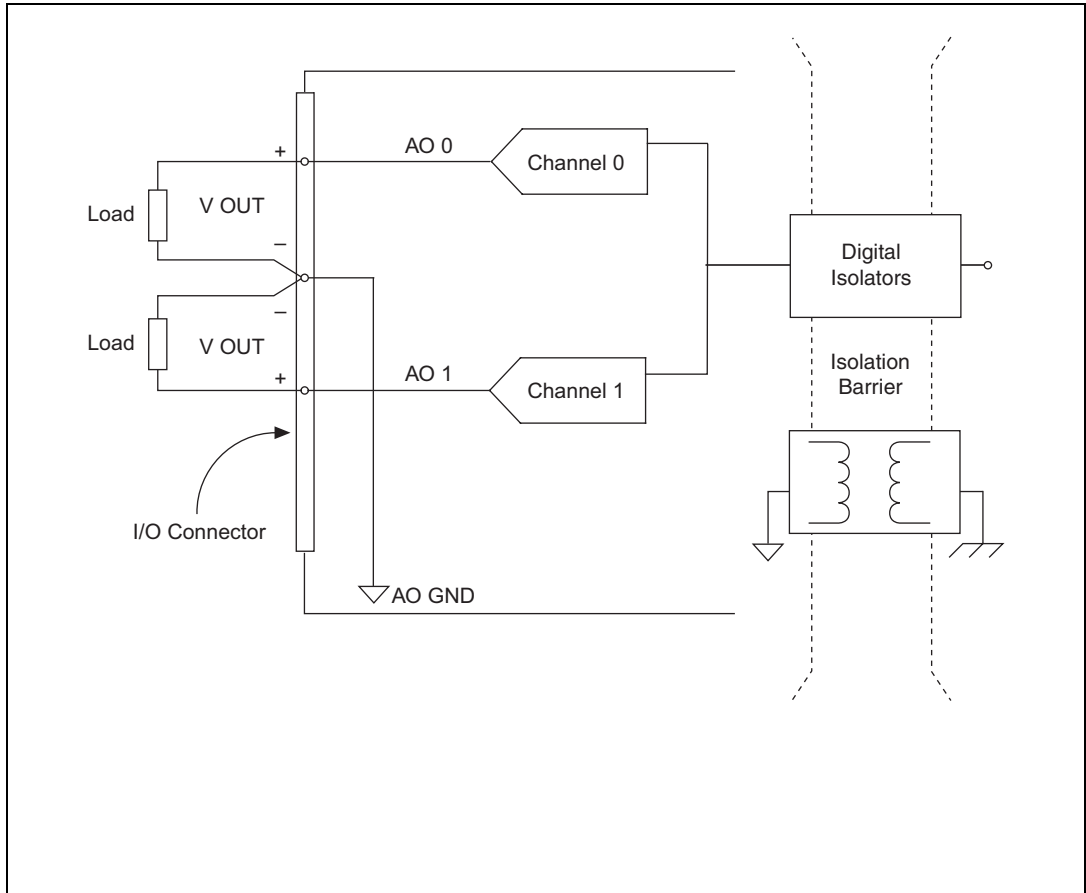 AO 0
Channel 0
+
V OUT
Load
–
Digital
Isolators
–
Load
V OUT
+
AO 1
Channel 1
Isolation
Barrier
I/O Connector
AO GND